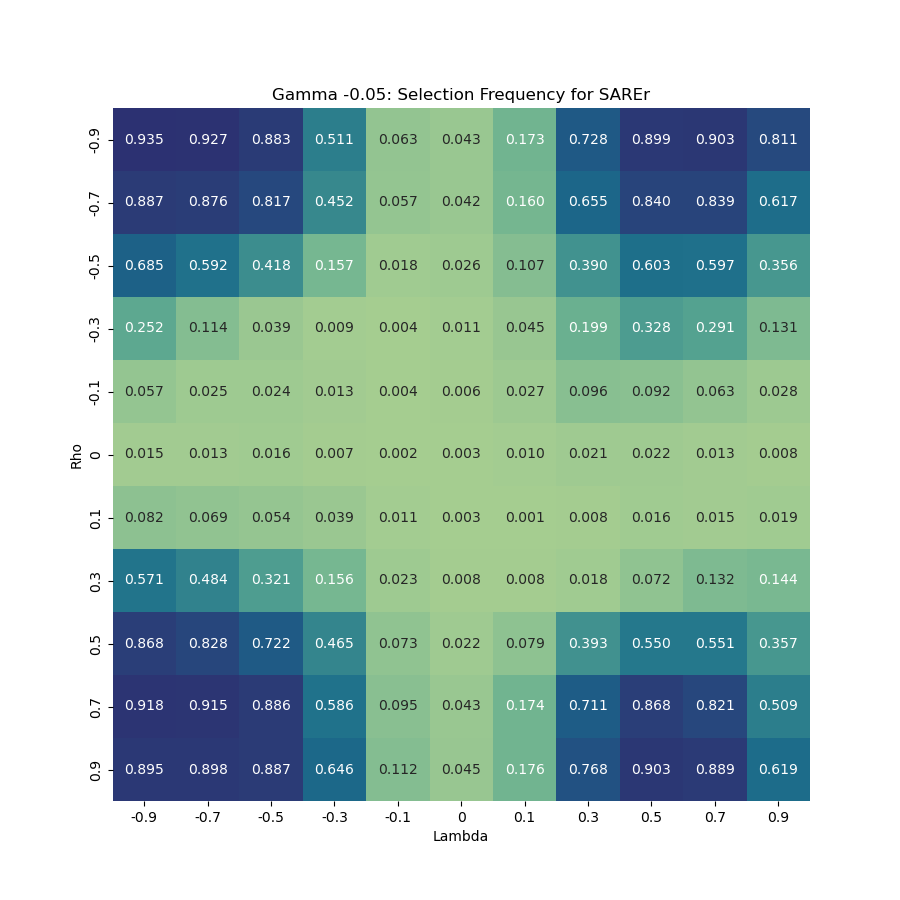 Gamma -0.05: Selection Frequency for SAREr
-0.9 0.935 0.927 0.883 0.511 0.063 0.043 0.173 0.728 0.899 0.903 0.811
-0.7 0.887 0.876 0.817 0.452 0.057 0.042 0.160 0.655 0.840 0.839 0.617
-0.5 0.685 0.592 0.418 0.157 0.018 0.026 0.107 0.390 0.603 0.597 0.356
-0.3 0.252 0.114 0.039 0.009 0.004 0.011 0.045 0.199 0.328 0.291 0.131
-0.1 0.057 0.025 0.024 0.013 0.004 0.006 0.027 0.096 0.092 0.063 0.028
Rho
0 0.015 0.013 0.016 0.007 0.002 0.003 0.010 0.021 0.022 0.013 0.008
0.1 0.082 0.069 0.054 0.039 0.011 0.003 0.001 0.008 0.016 0.015 0.019
0.3 0.571 0.484 0.321 0.156 0.023 0.008 0.008 0.018 0.072 0.132 0.144
0.5 0.868 0.828 0.722 0.465 0.073 0.022 0.079 0.393 0.550 0.551 0.357
0.7 0.918 0.915 0.886 0.586 0.095 0.043 0.174 0.711 0.868 0.821 0.509
0.9 0.895 0.898 0.887 0.646 0.112 0.045 0.176 0.768 0.903 0.889 0.619
-0.9 -0.7 -0.5 -0.3 -0.1 0 0.1 0.3 0.5 0.7 0.9
Lambda